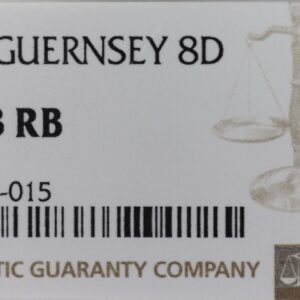 GUERNSEY 8D
RB
-015
TIC GUARANTY COMPANY